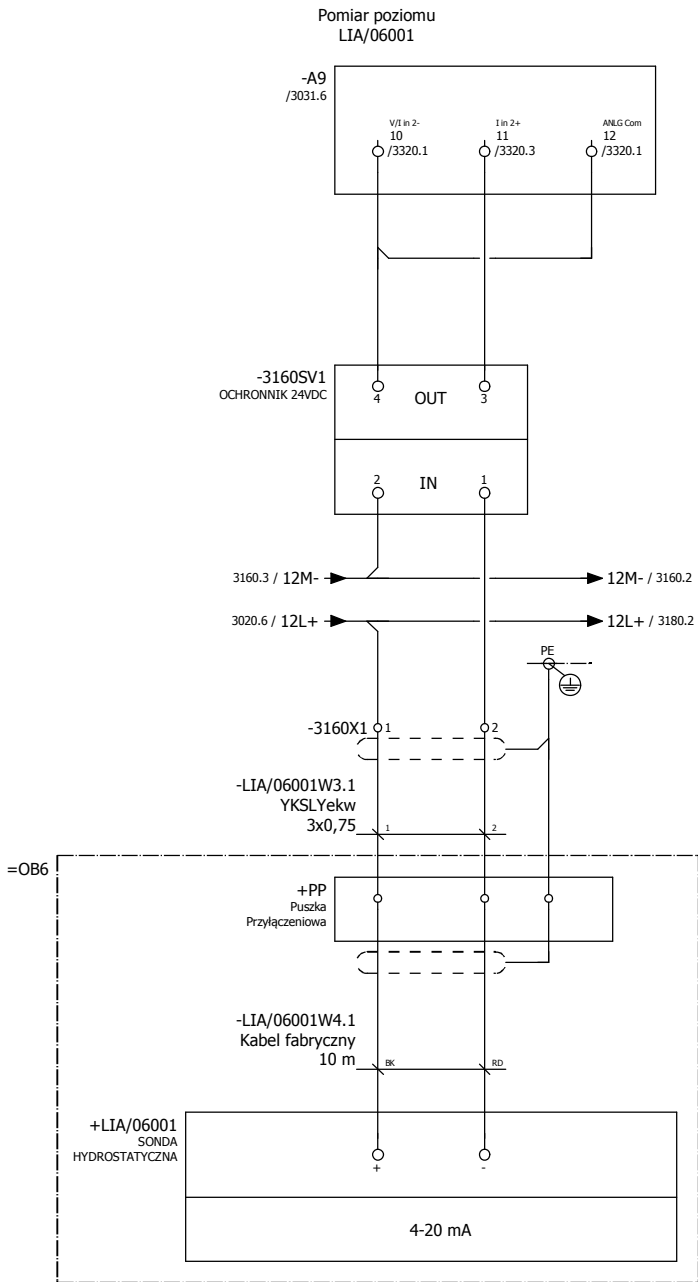 Pomiar poziomu
LIA/06001
-A9
/3031.6
V/I in 2-
10
/3320.1
I in 2+
11
/3320.3
ANLG Com
12
/3320.1
-3160SV1
OCHRONNIK 24VDC
4
OUT
3
2
IN
1
3160.3 / 12M-
12M- / 3160.2
3020.6 / 12L+
12L+ / 3180.2
PE
-3160X1
1
2
-LIA/06001W3.1
YKSLYekw
3x0,75
1
2
=OB6
+PP
Puszka
Przyłączeniowa
-LIA/06001W4.1
Kabel fabryczny
10 m
BK
RD
+LIA/06001
SONDA
HYDROSTATYCZNA
+
-
4-20 mA